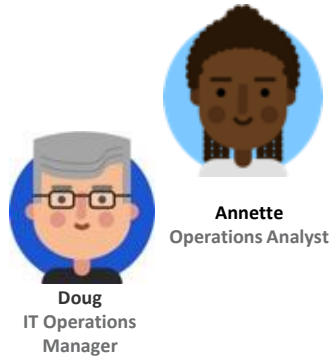 Annette
Operations Analyst
Doug
IT Operations
Manager